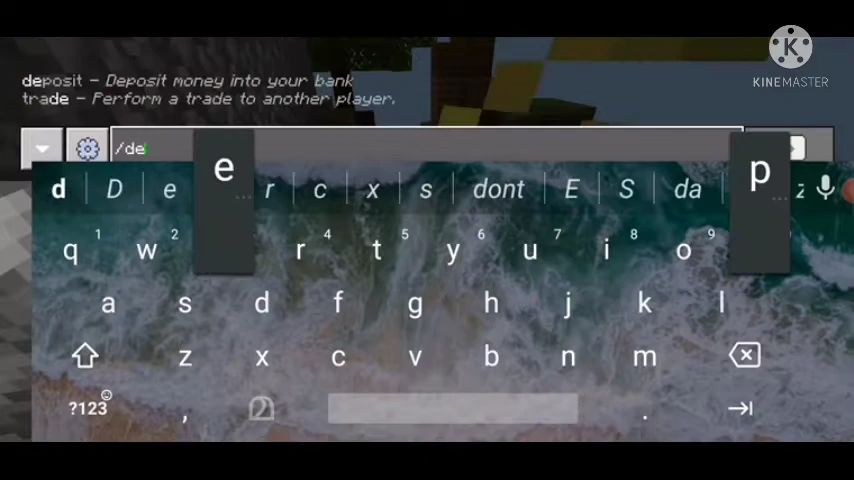 K
KINEMASTER
deposit – Deposit money into your bank
trade – Perform a trade to another player.
/de
e
p
d D e r c x s dont E S da z
q 1 w 2 r 4 t 5 y 6 u 7 i 8 o 9
a s d f g h j k l
z x c v b n m
?123 , മ .